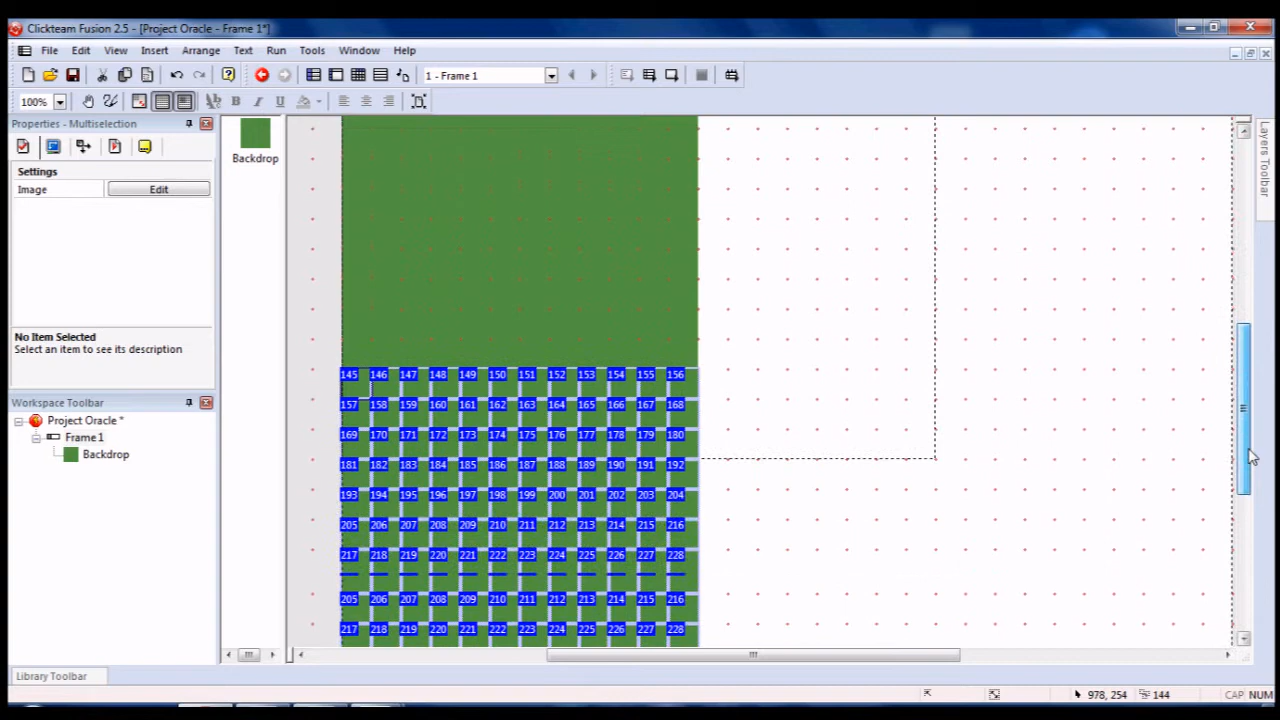 Clickteam Fusion 2.5 - [Project Oracle - Frame 1*]
File Edit View Insert Arrange Text Run Tools Window Help
1 - Frame 1
100%
Properties - Multiselection
Settings
Image Edit
No Item Selected
Select an item to see its description
Workspace Toolbar
Project Oracle *
Frame 1
Backdrop
Library Toolbar
Backdrop
145 146 147 148 149 150 151 152 153 154 155 156
157 158 159 160 161 162 163 164 165 166 167 168
169 170 171 172 173 174 175 176 177 178 179 180
181 182 183 184 185 186 187 188 189 190 191 192
193 194 195 196 197 198 199 200 201 202 203 204
205 206 207 208 209 210 211 212 213 214 215 216
217 218 219 220 221 222 223 224 225 226 227 228
205 206 207 208 209 210 211 212 213 214 215 216
217 218 219 220 221 222 223 224 225 226 227 228
Layers Toolbar
978, 254 144 CAP NUM